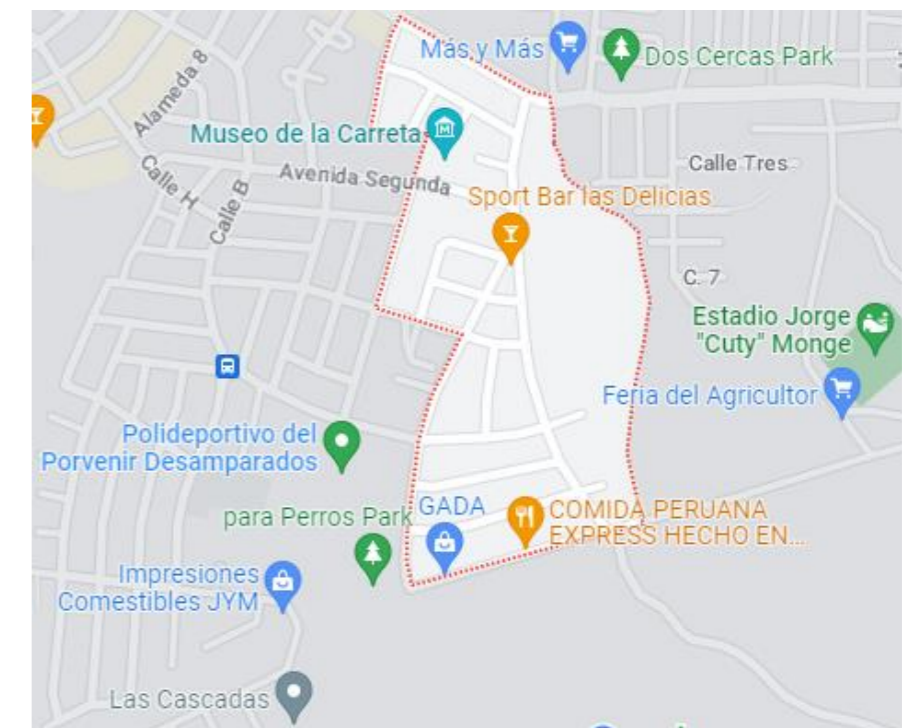 Más y Más
Dos Cercas Park
Alameda 8
Museo de la Carreta
Calle Tres
Calle H
Avenida Segunda
Calle B
Sport Bar las Delicias
C. 7
Estadio Jorge
"Cuty" Monge
Feria del Agricultor
Polideportivo del
Porvenir Desamparados
GADA
COMIDA PERUANA
EXPRESS HECHO EN...
para Perros Park
Impresiones
Comestibles JYM
Las Cascadas